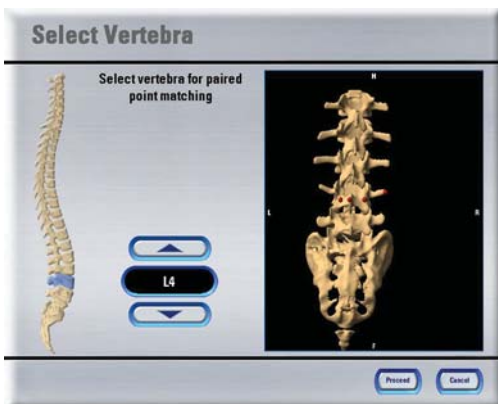 Select Vertebra
Select vertebra for paired
point matching
H
L
R
L4
F
Proceed
Cancel